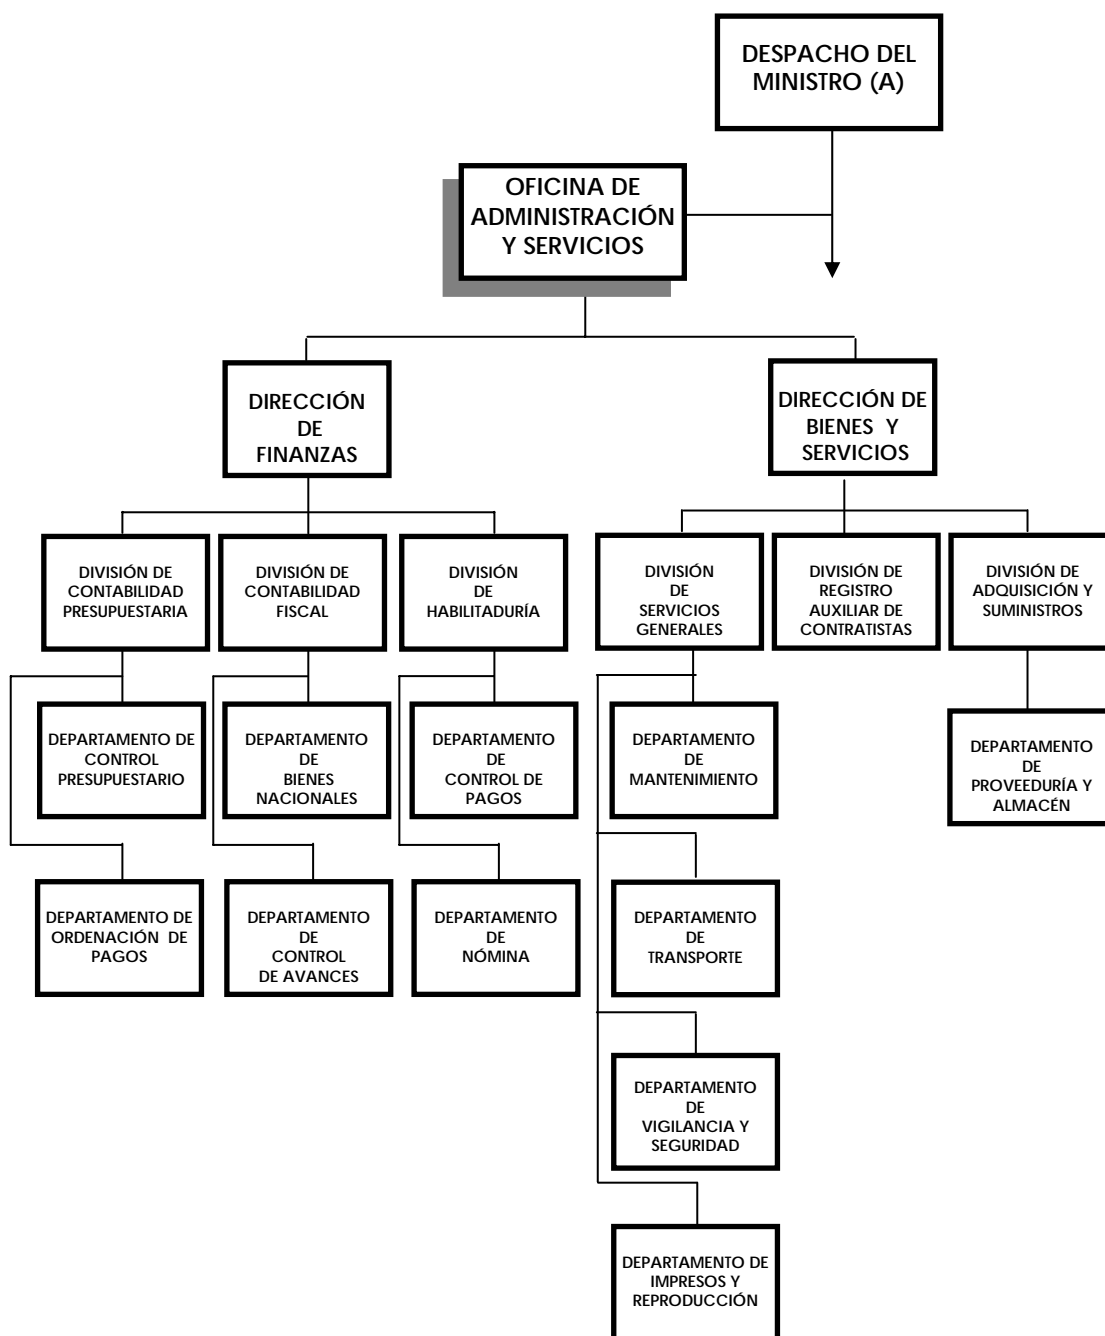 DESPACHO DEL
MINISTRO (A)
OFICINA DE
ADMINISTRACIÓN
Y SERVICIOS
DIRECCIÓN
DE
FINANZAS
DIRECCIÓN DE
BIENES Y
SERVICIOS
DIVISIÓN DE
CONTABILIDAD
PRESUPUESTARIA
DIVISIÓN DE
CONTABILIDAD
FISCAL
DIVISIÓN
DE
HABILITADURÍA
DIVISIÓN
DE
SERVICIOS
GENERALES
DIVISIÓN DE
REGISTRO
AUXILIAR DE
CONTRATISTAS
DIVISIÓN DE
ADQUISICIÓN Y
SUMINISTROS
DEPARTAMENTO DE
CONTROL
PRESUPUESTARIO
DEPARTAMENTO
DE
BIENES
NACIONALES
DEPARTAMENTO
DE
CONTROL DE
PAGOS
DEPARTAMENTO
DE
MANTENIMIENTO
DEPARTAMENTO
DE
PROVEEDURÍA Y
ALMACÉN
DEPARTAMENTO DE
ORDENACIÓN DE
PAGOS
DEPARTAMENTO
DE
CONTROL
DE AVANCES
DEPARTAMENTO
DE
NÓMINA
DEPARTAMENTO
DE
TRANSPORTE
DEPARTAMENTO
DE
VIGILANCIA Y
SEGURIDAD
DEPARTAMENTO DE
IMPRESOS Y
REPRODUCCIÓN